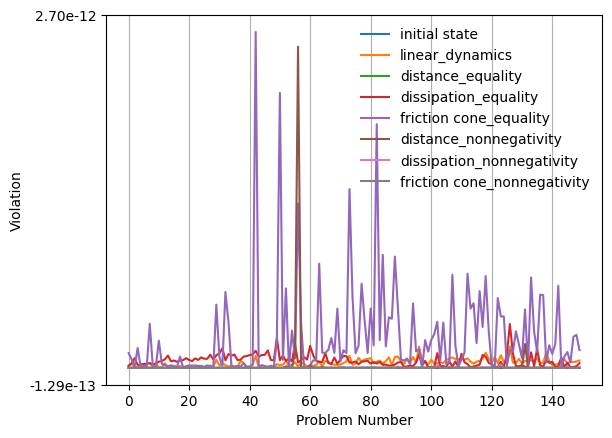 2.70e-12
initial state
linear_dynamics
distance_equality
dissipation_equality
friction cone_equality
distance_nonnegativity
dissipation_nonnegativity
friction cone_nonnegativity
Violation
-1.29e-13
0 20 40 60 80 100 120 140
Problem Number